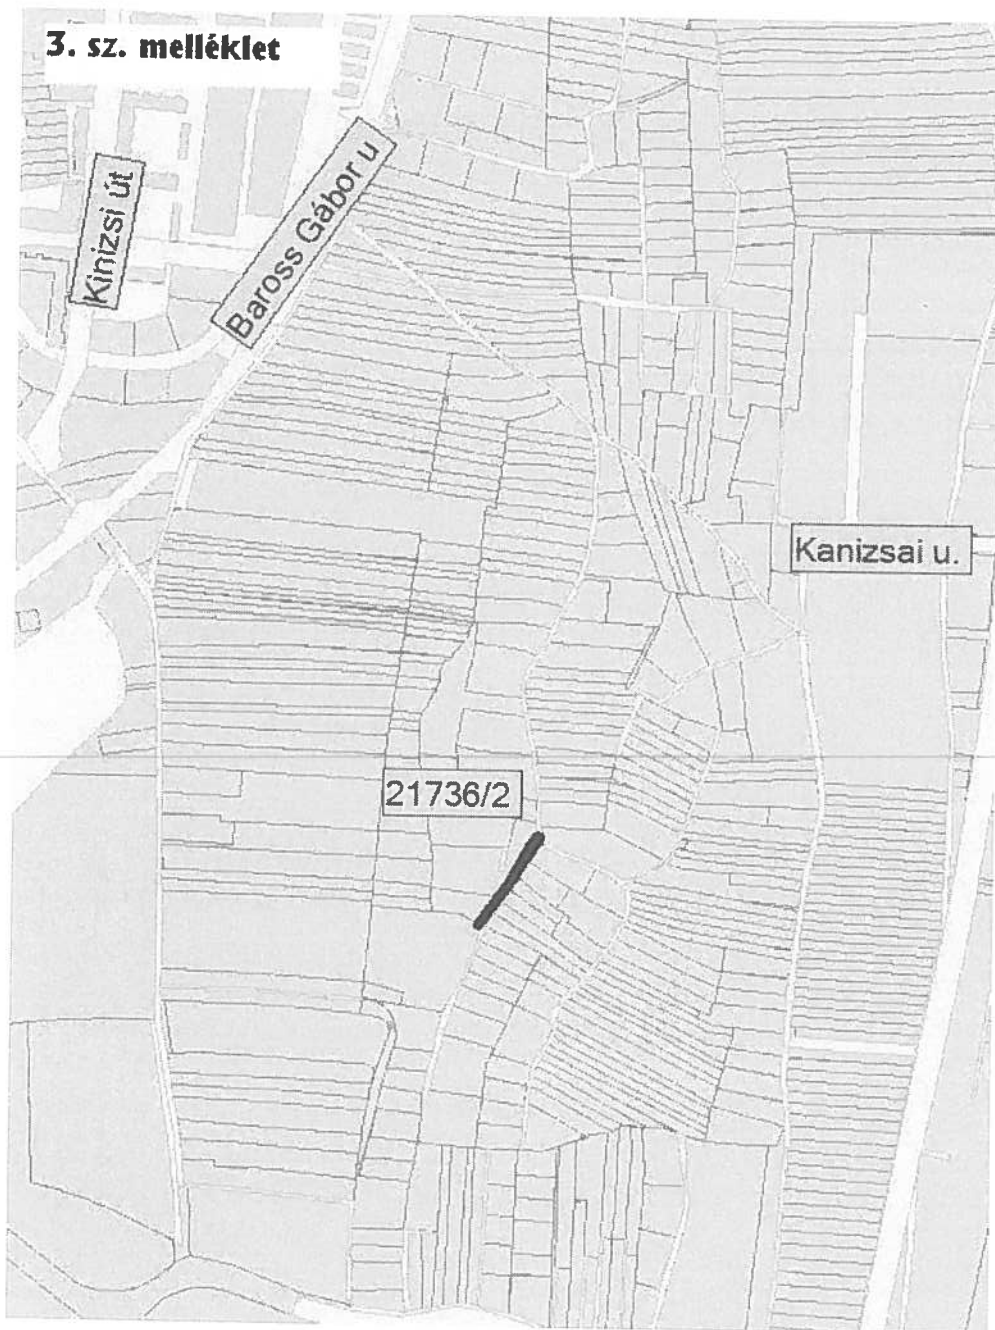 3. sz. melléklet
Kinizsi út
Baross Gábor u
Kanizsai u.
21736/2